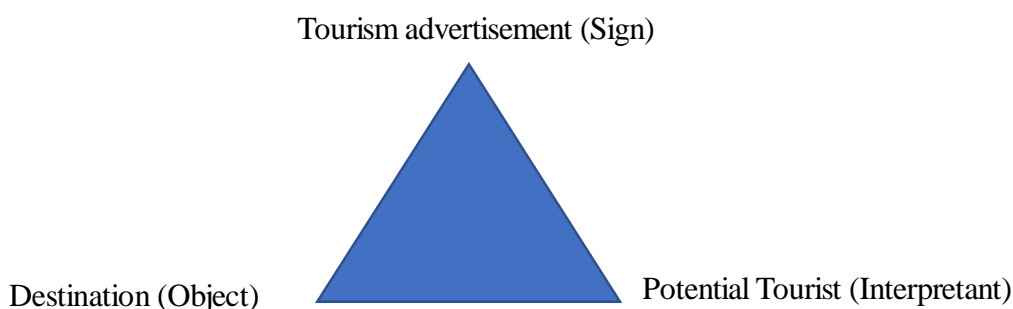 Tourism advertisement (Sign)
Destination (Object)
Potential Tourist (Interpretant)